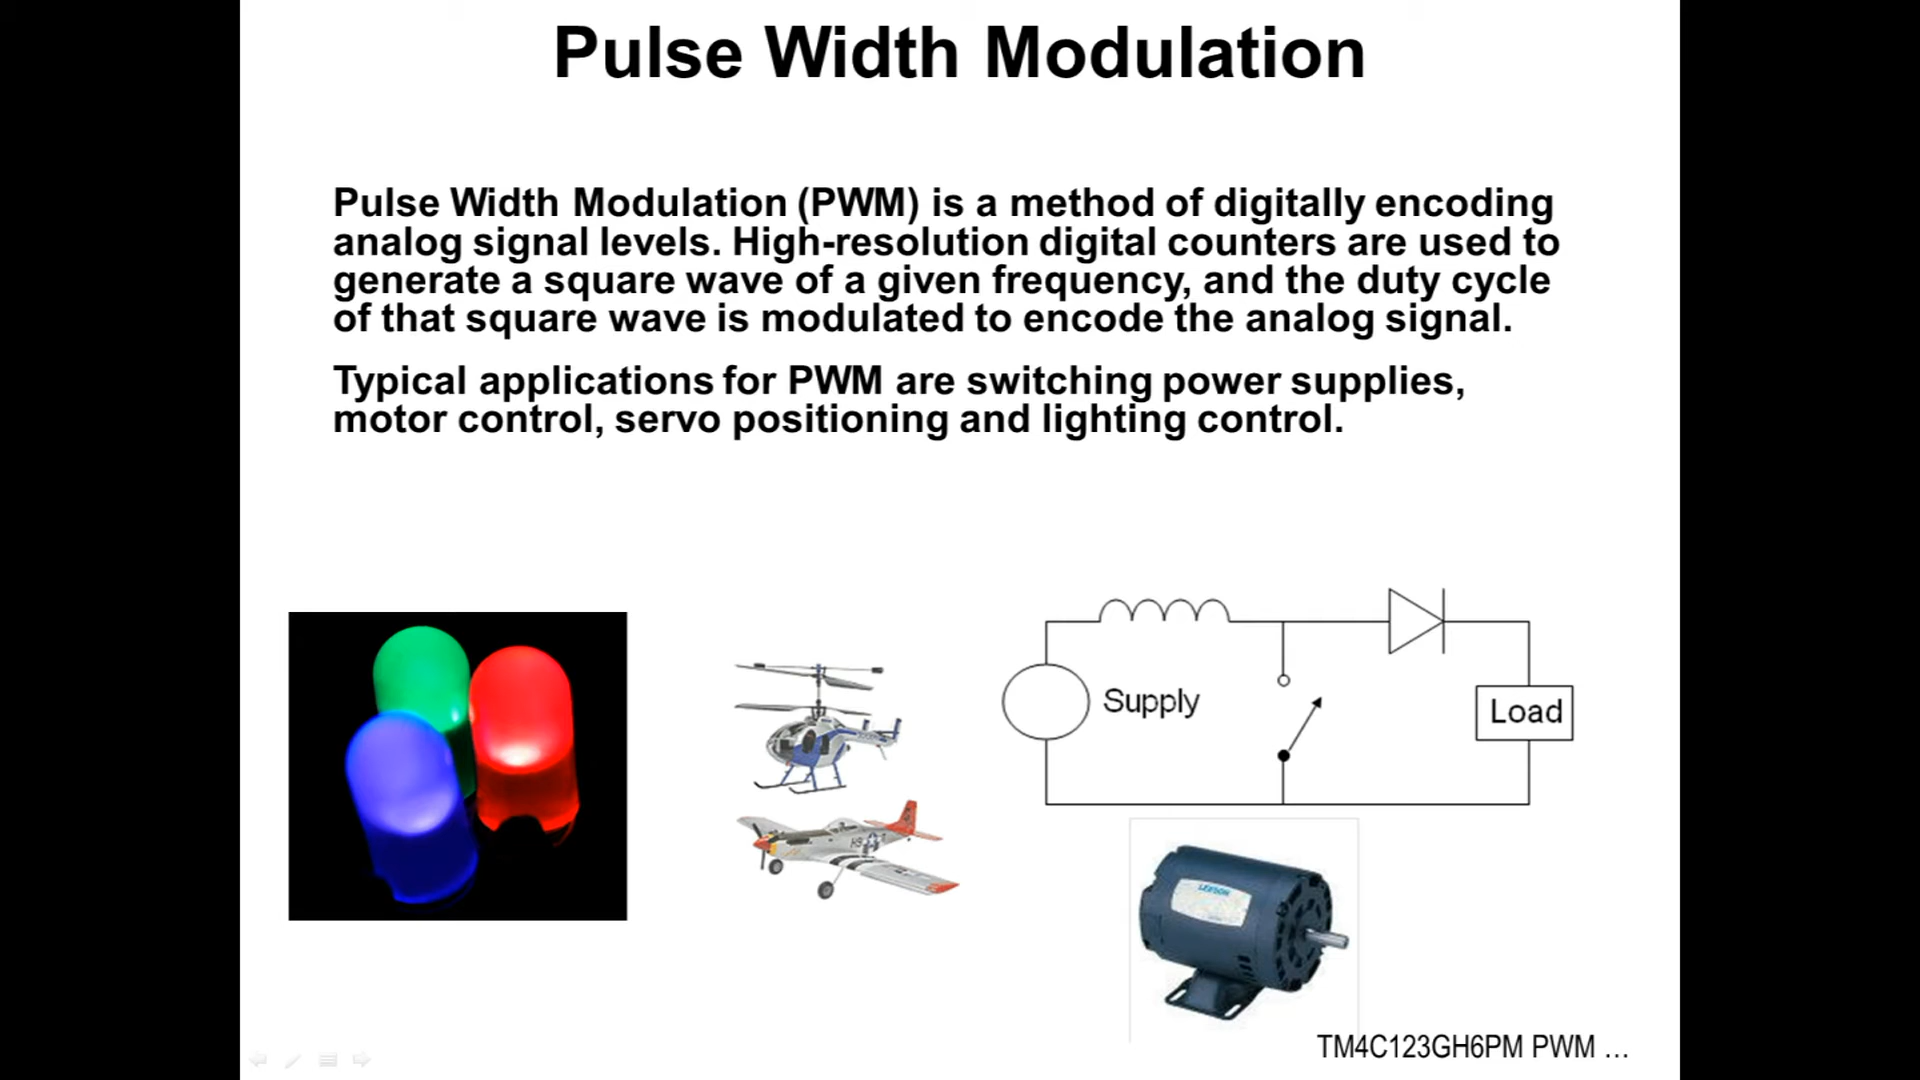 Pulse Width Modulation
Pulse Width Modulation (PWM) is a method of digitally encoding
analog signal levels. High-resolution digital counters are used to
generate a square wave of a given frequency, and the duty cycle
of that square wave is modulated to encode the analog signal.
Typical applications for PWM are switching power supplies,
motor control, servo positioning and lighting control.
Supply
Load
LEESON
TM4C123GH6PM PWM ...